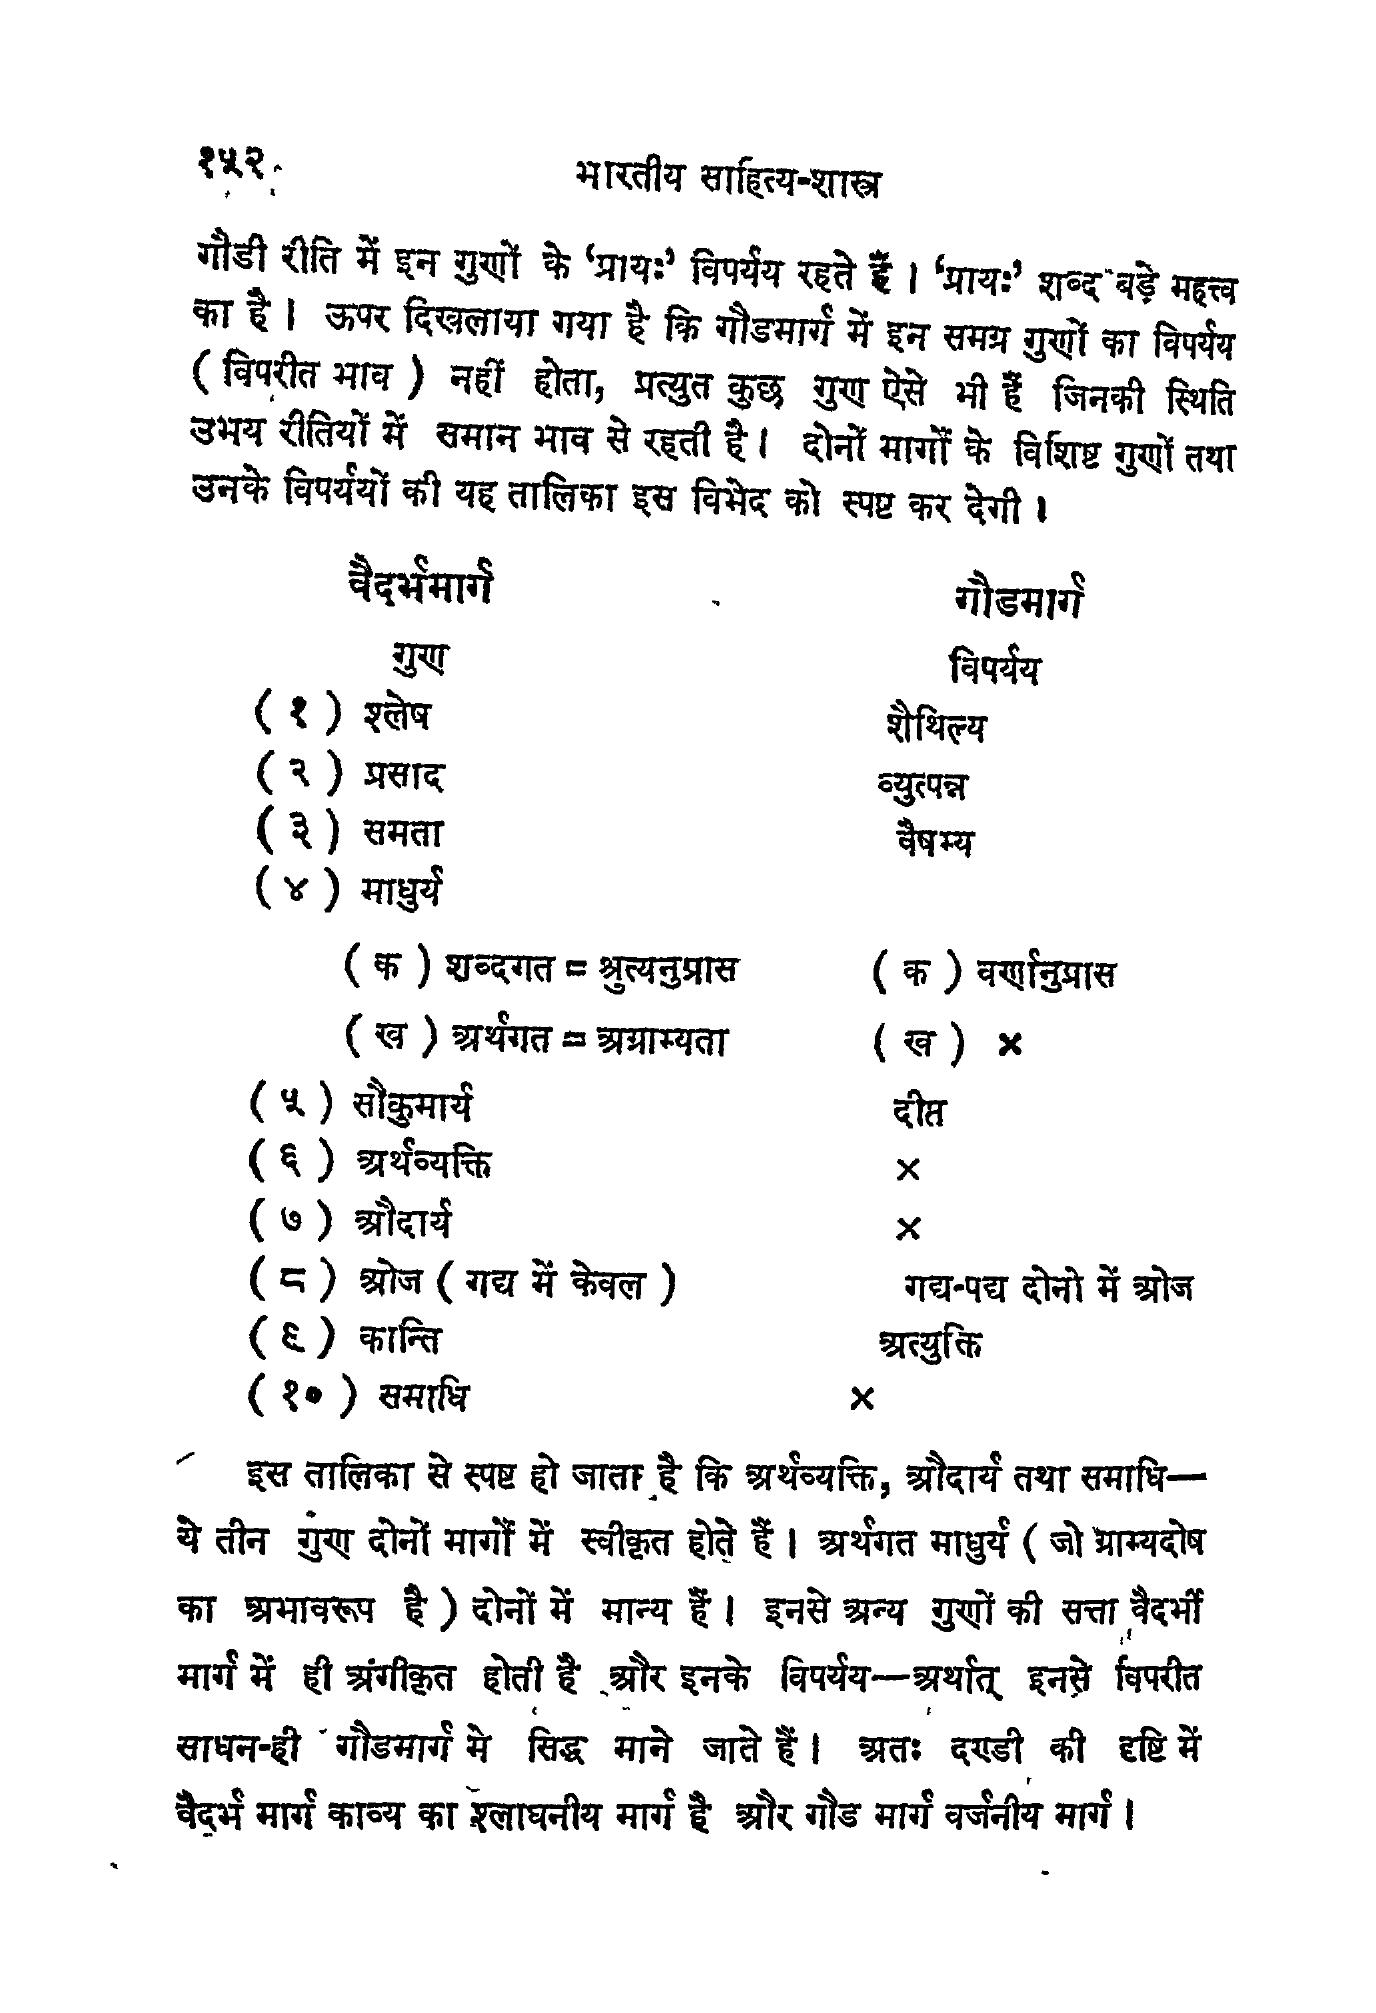 १५२
भारतीय साहित्य-शास्त्र
गौडी रीति में इन गुणों के ‘प्रायः’ विपर्यय रहते हैं । ‘प्रायः’ शब्द बड़े महत्त्व
का है । ऊपर दिखलाया गया है कि गौडमार्ग में इन समग्र गुणों का विपर्यय
( विपरीत भाव ) नहीं होता, प्रत्युत कुछ गुण ऐसे भी हैं जिनकी स्थिति
उभय रीतियों में समान भाव से रहती है । दोनों मार्गों के विशिष्ट गुणों तथा
उनके विपर्ययों की यह तालिका इस विभेद को स्पष्ट कर देगी ।
वैदर्भमार्ग गौडमार्ग
गुण विपर्यय
( १ ) श्लेष शैथिल्य
( २ ) प्रसाद व्युत्पन्न
( ३ ) समता वैषम्य
( ४ ) माधुर्य
( क ) शब्दगत = श्रुत्यनुप्रास ( क ) वर्णानुप्रास
( ख ) अर्थगत = अग्राम्यता ( ख ) ×
( ५ ) सौकुमार्य दीप्त
( ६ ) अर्थव्यक्ति ×
( ७ ) औदार्य ×
( ८ ) ओज ( गद्य में केवल ) गद्य-पद्य दोनो में ओज
( ९ ) कान्ति अत्युक्ति
( १० ) समाधि ×
इस तालिका से स्पष्ट हो जाता है कि अर्थव्यक्ति, औदार्य तथा समाधि—
ये तीन गुण दोनों मार्गों में स्वीकृत होते हैं । अर्थगत माधुर्य ( जो ग्राम्यदोष
का अभावरूप है ) दोनों में मान्य हैं । इनसे अन्य गुणों की सत्ता वैदर्भी
मार्ग में ही अंगीकृत होती है और इनके विपर्यय—अर्थात् इनसे विपरीत
साधन-ही गौडमार्ग मे सिद्ध माने जाते हैं । अतः दण्डी की दृष्टि में
वैदर्भ मार्ग काव्य का श्लाघनीय मार्ग है और गौड मार्ग वर्जनीय मार्ग ।